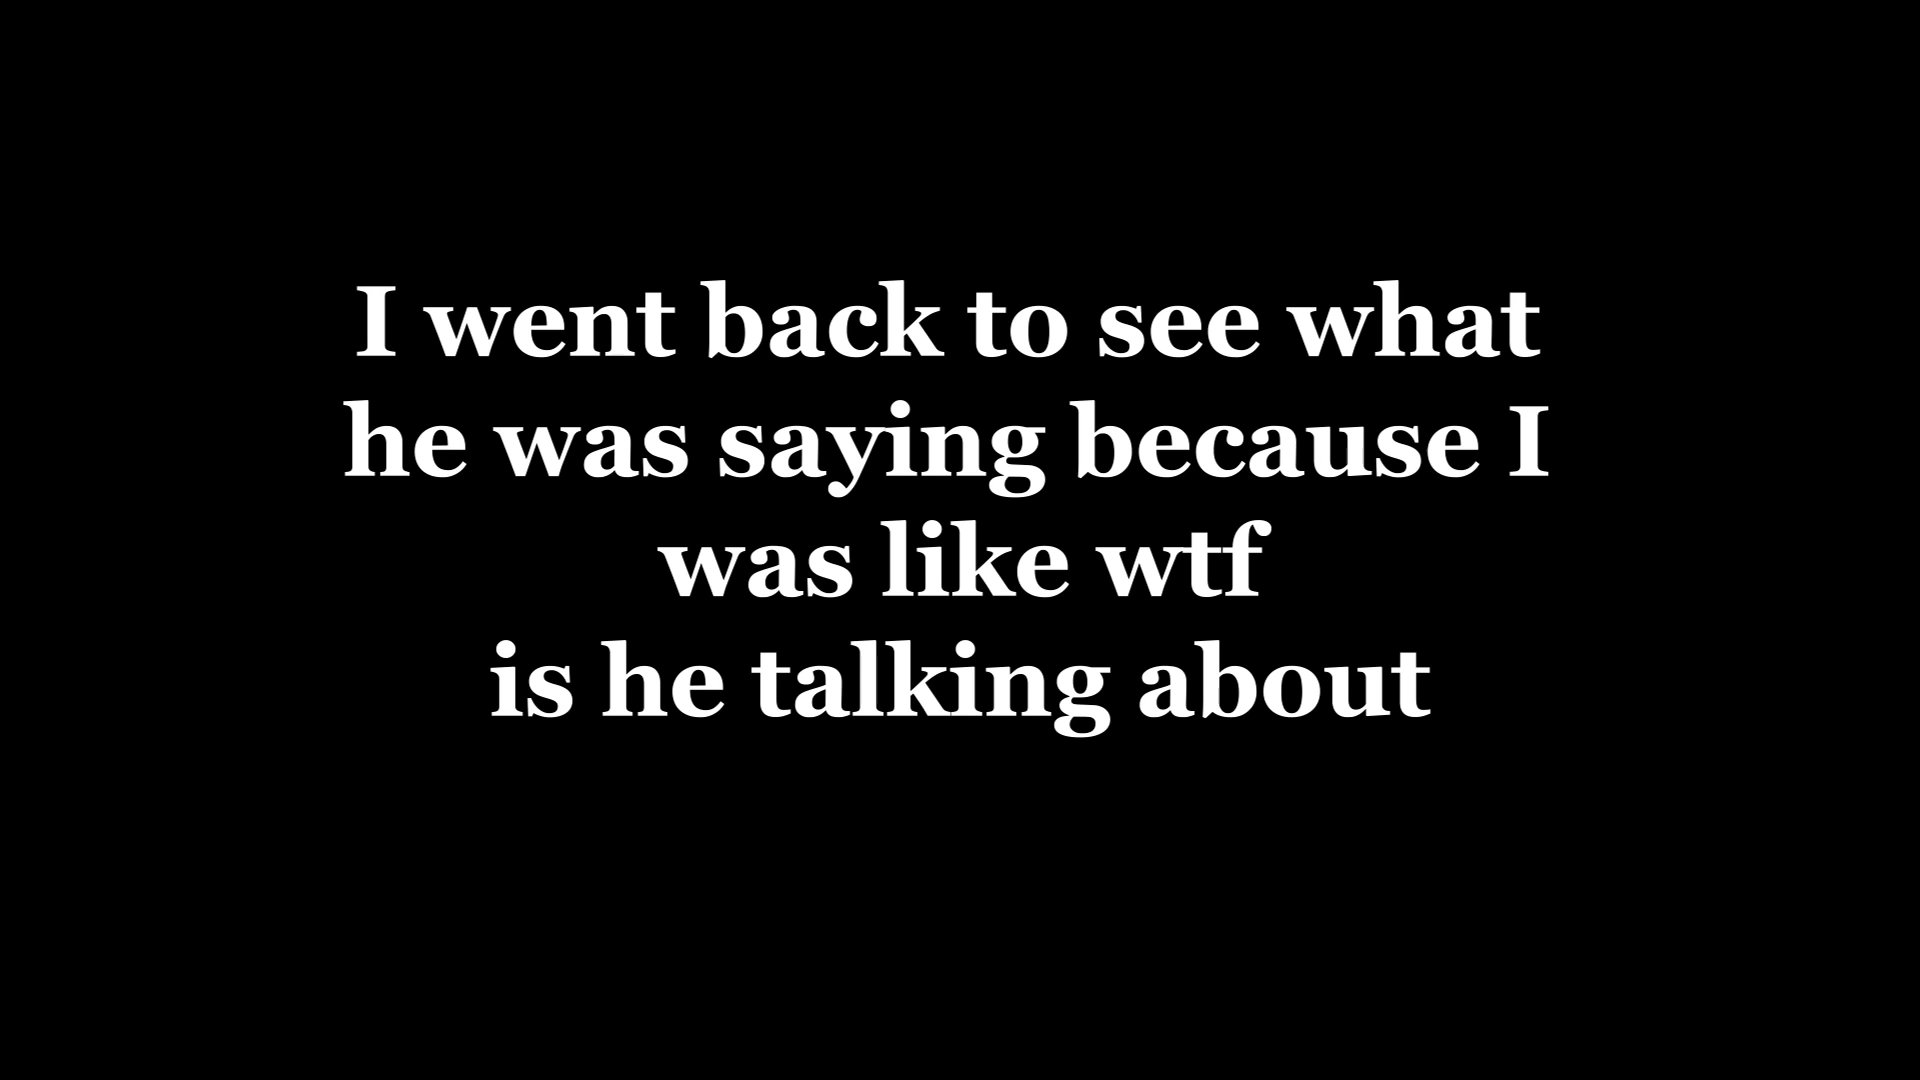 I went back to see what
he was saying because I
was like wtf
is he talking about